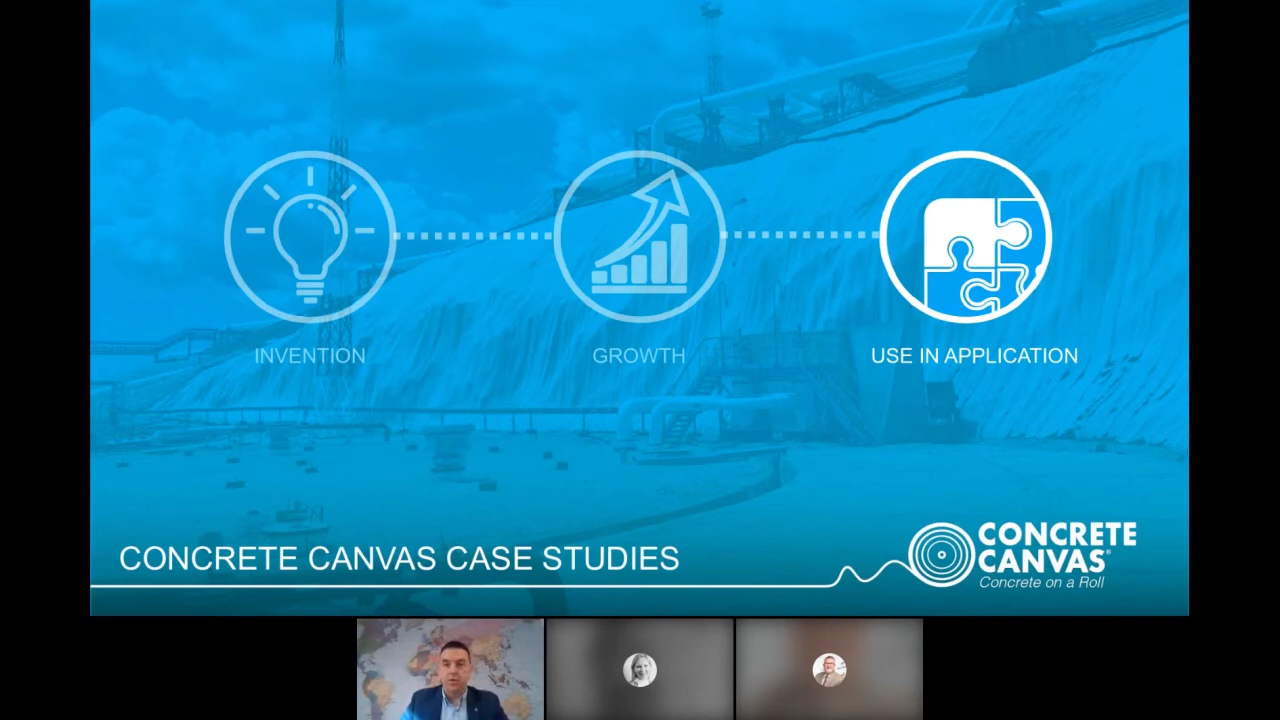 INVENTION
GROWTH
USE IN APPLICATION
CONCRETE CANVAS CASE STUDIES
CONCRETE
CANVAS®
Concrete on a Roll